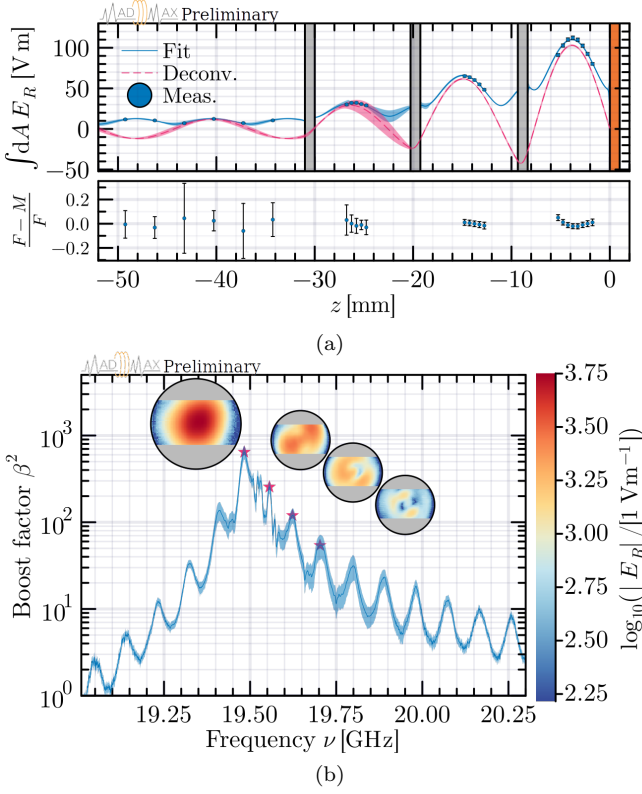 MADMAX Preliminary
100
50
0
−50
∫dA E_R [V m]
Fit
Deconv.
Meas.
0.2
0.0
−0.2
F − M
F
−50 −40 −30 −20 −10 0
z [mm]
(a)
MADMAX Preliminary
10³
10²
10¹
10⁰
Boost factor β²
19.25 19.50 19.75 20.00 20.25
Frequency ν [GHz]
3.75
3.50
3.25
3.00
2.75
2.50
2.25
log₁₀(|E_R|/[1 Vm⁻¹])
(b)